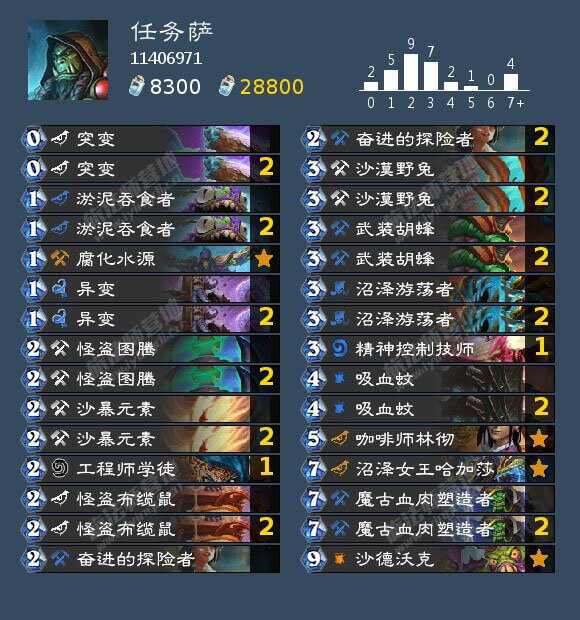 任务萨
11406971
8300 28800
2 5 9 7 2 1 0 4
0 1 2 3 4 5 6 7+
0 突变
0 突变 2
1 淤泥吞食者
1 淤泥吞食者 2
1 腐化水源
1 异变
1 异变 2
2 怪盗图腾
2 怪盗图腾 2
2 沙暴元素
2 沙暴元素 2
2 工程师学徒 1
2 怪盗布缆鼠
2 怪盗布缆鼠 2
2 奋进的探险者
2 奋进的探险者 2
3 沙漠野兔
3 沙漠野兔 2
3 武装胡蜂
3 武装胡蜂 2
3 沼泽游荡者
3 沼泽游荡者 2
3 精神控制技师 1
4 吸血蚊
4 吸血蚊 2
5 咖啡师林彻
7 沼泽女王哈加莎
7 魔古血肉塑造者
7 魔古血肉塑造者 2
9 沙德沃克